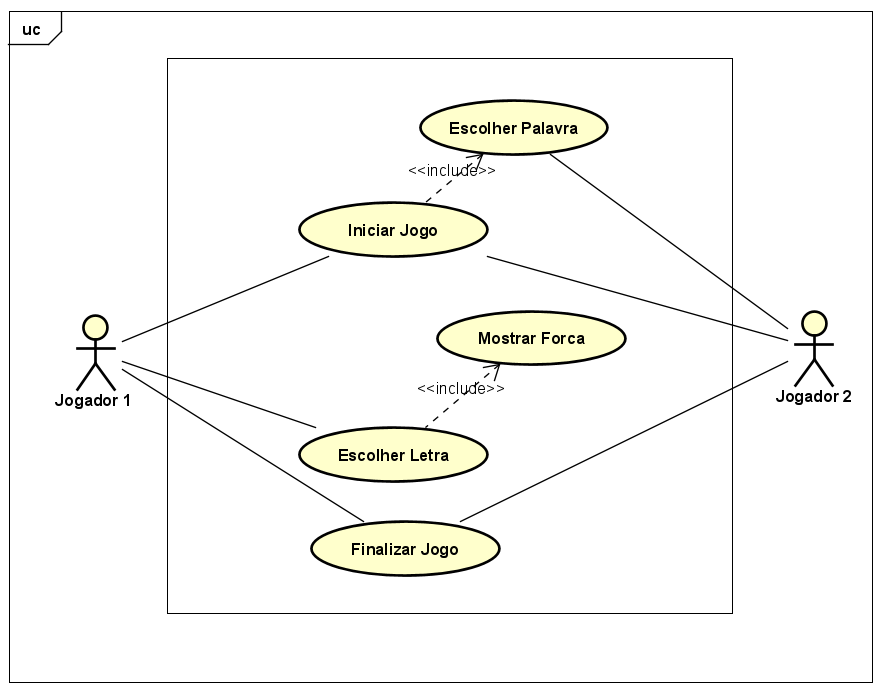 uc
Escolher Palavra
<<include>>
Iniciar Jogo
Mostrar Forca
<<include>>
Jogador 1
Jogador 2
Escolher Letra
Finalizar Jogo